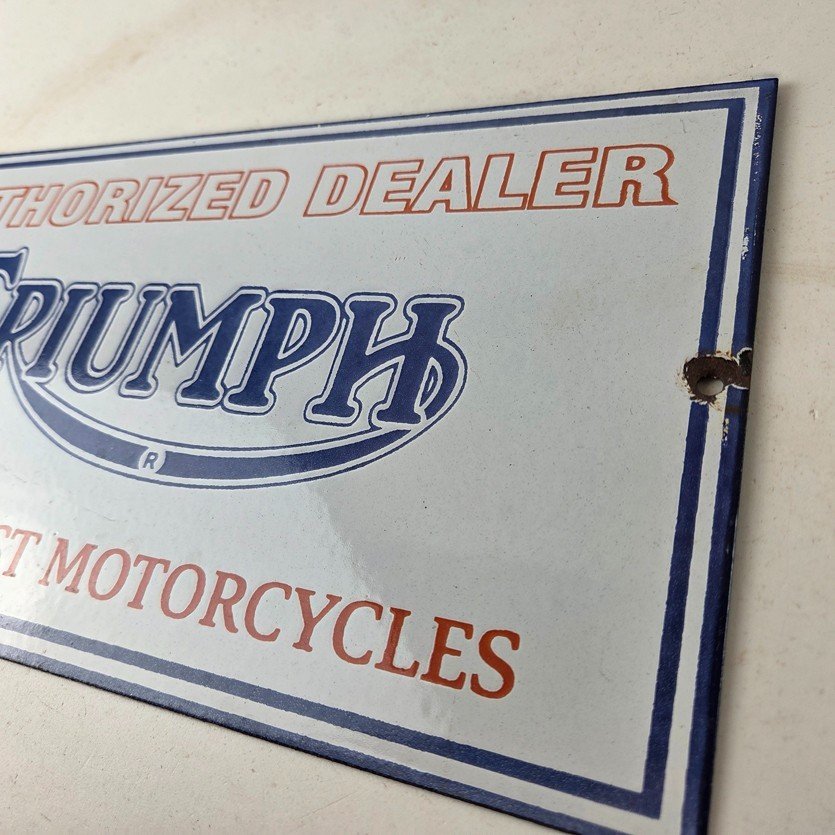 THORIZED DEALER
TRIUMPH
R
ST MOTORCYCLES